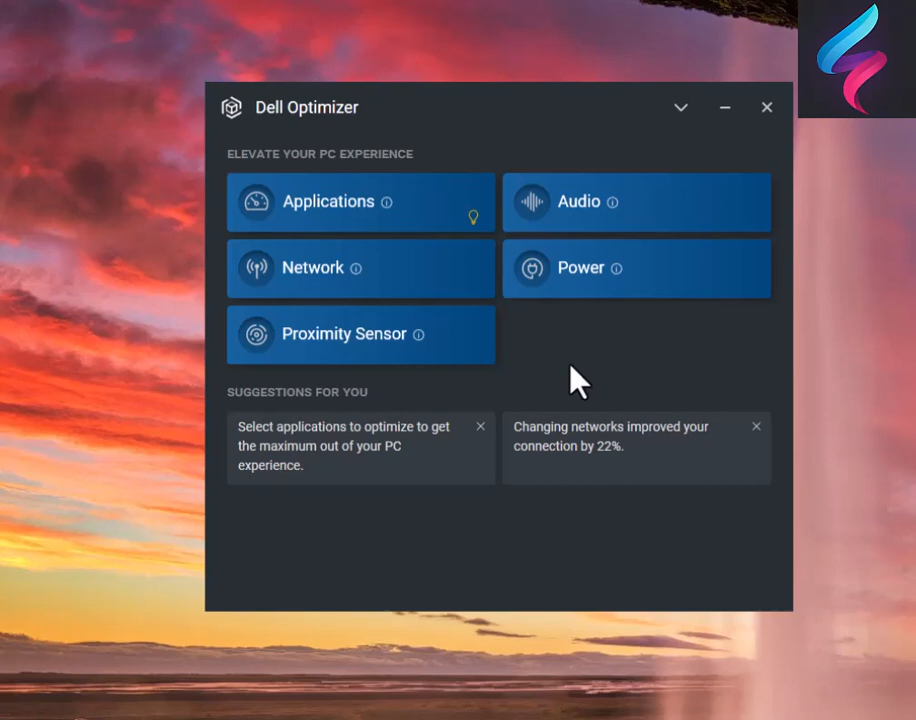 Dell Optimizer
ELEVATE YOUR PC EXPERIENCE
Applications
Audio
Network
Power
Proximity Sensor
SUGGESTIONS FOR YOU
Select applications to optimize to get
the maximum out of your PC
experience.
Changing networks improved your
connection by 22%.